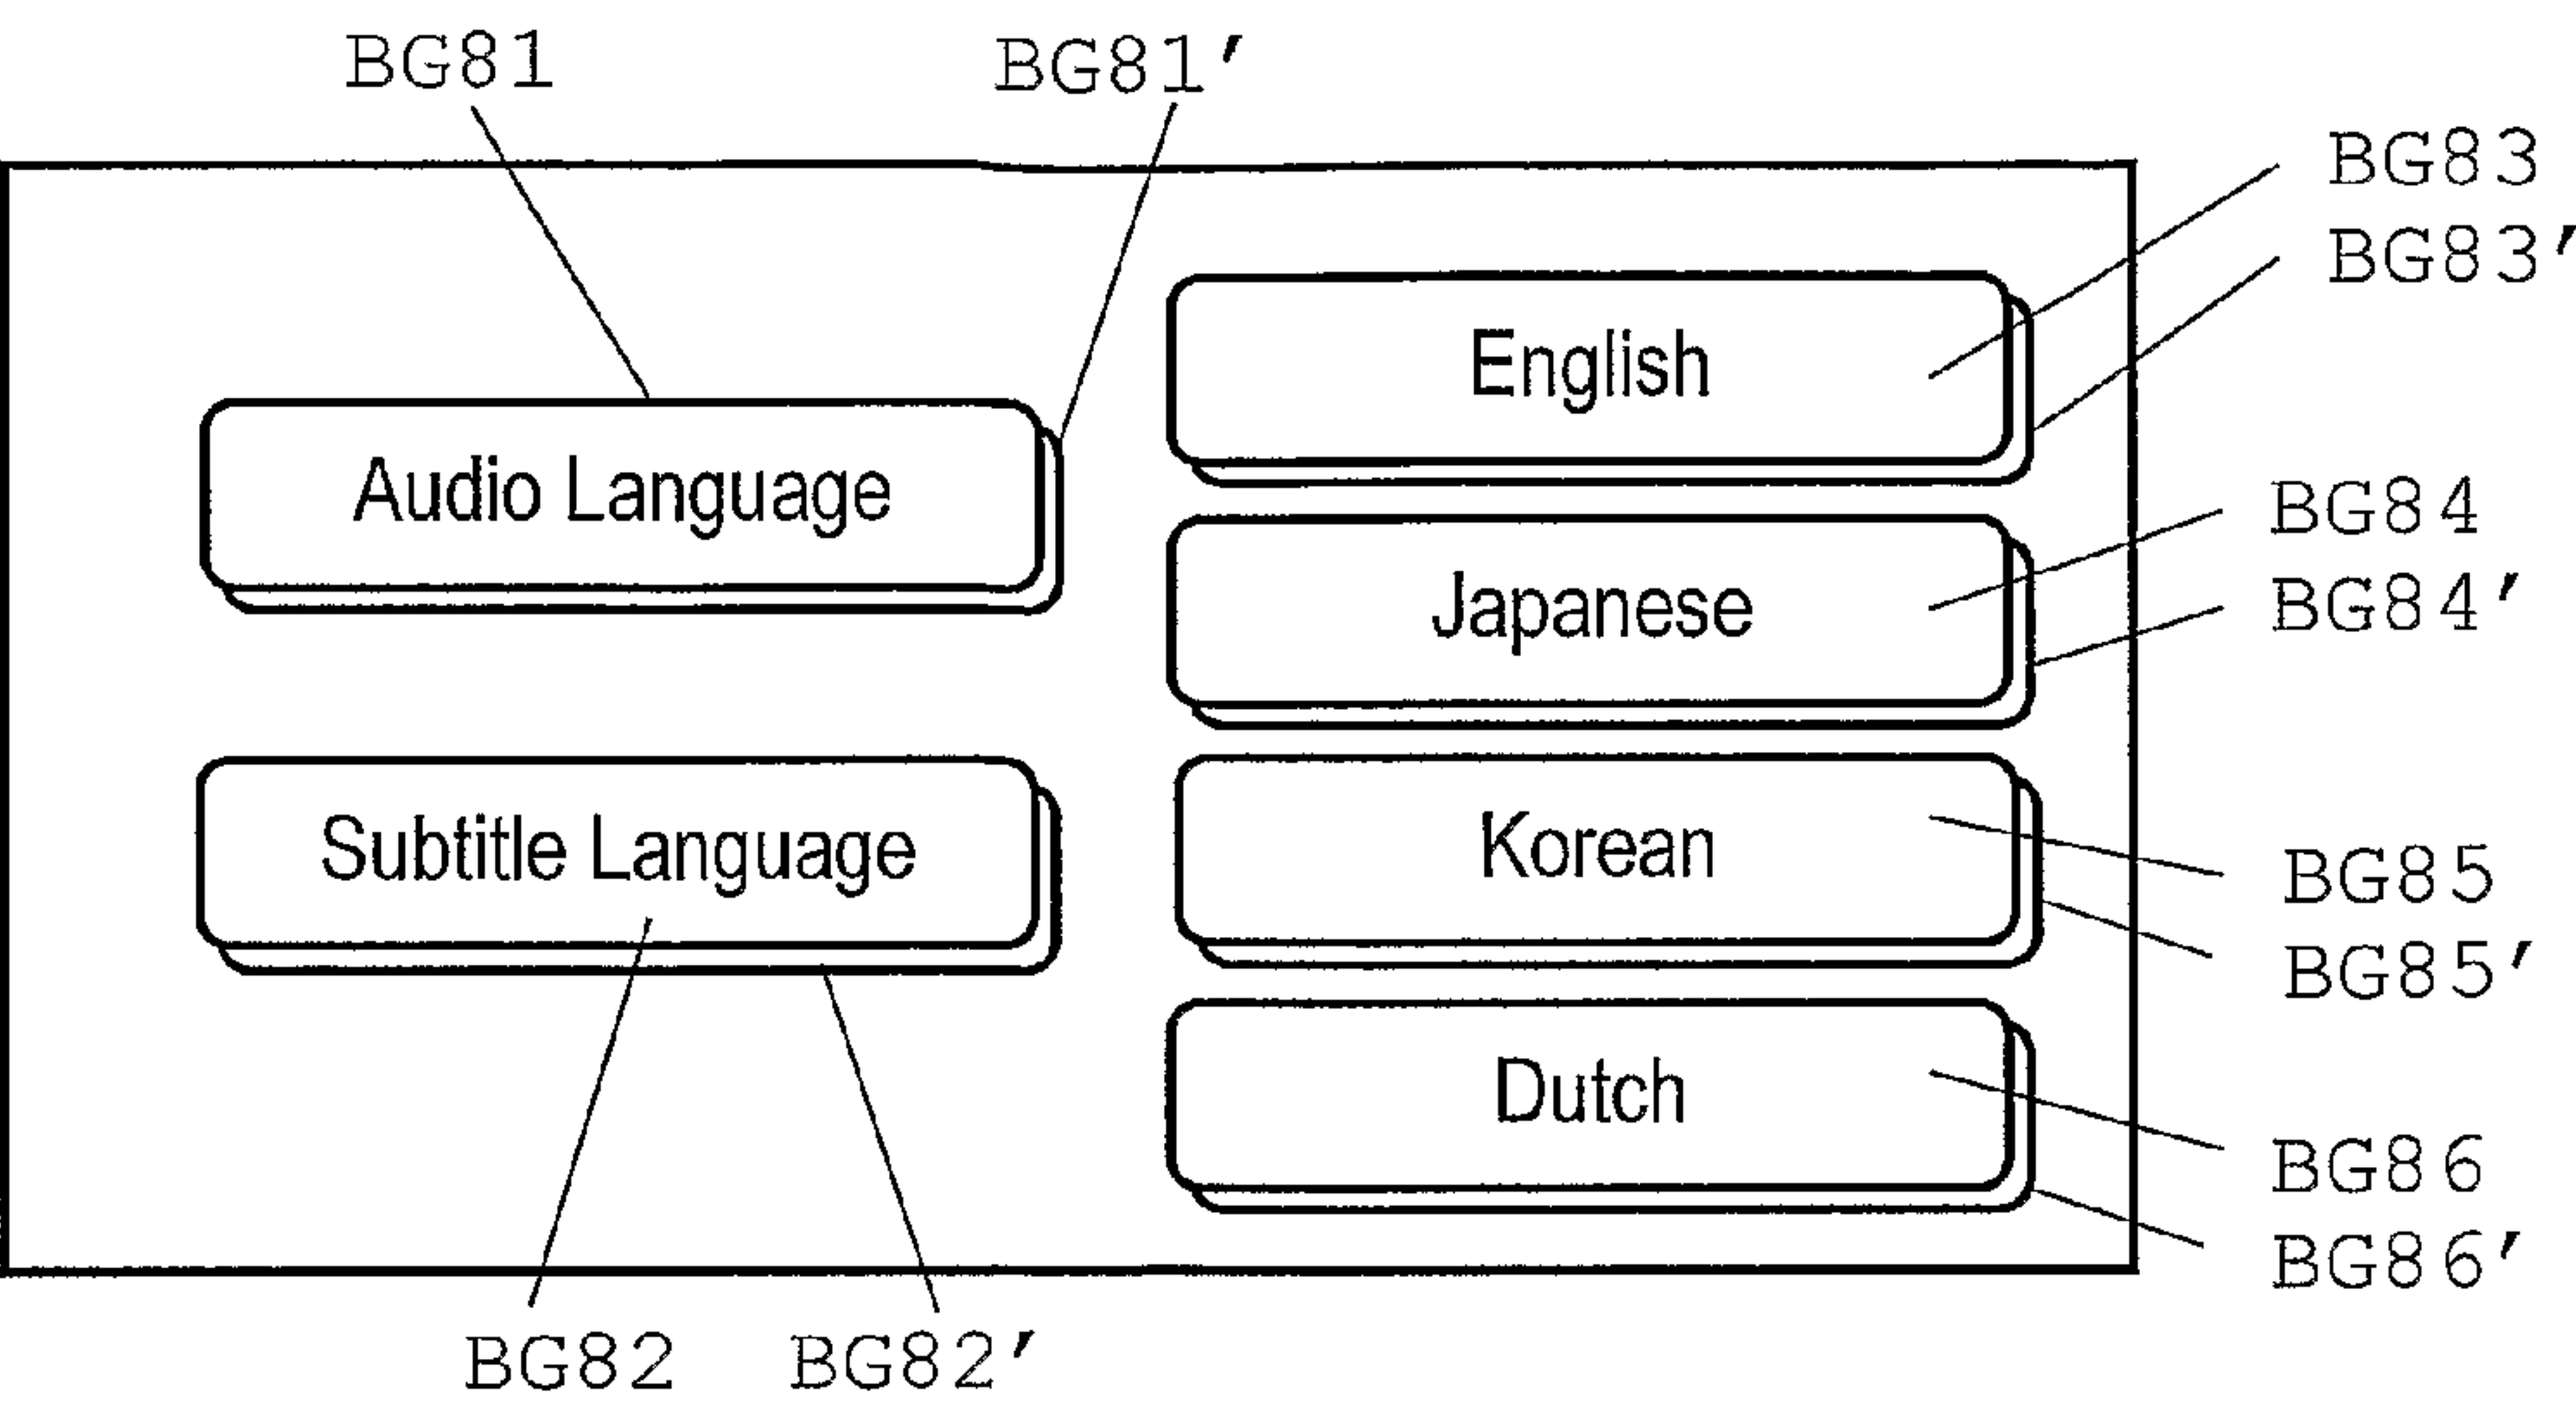 BG81
BG81'
BG83
BG83'
English
Audio Language
BG84
BG84'
Japanese
Subtitle Language
Korean
BG85
BG85'
Dutch
BG86
BG86'
BG82
BG82'